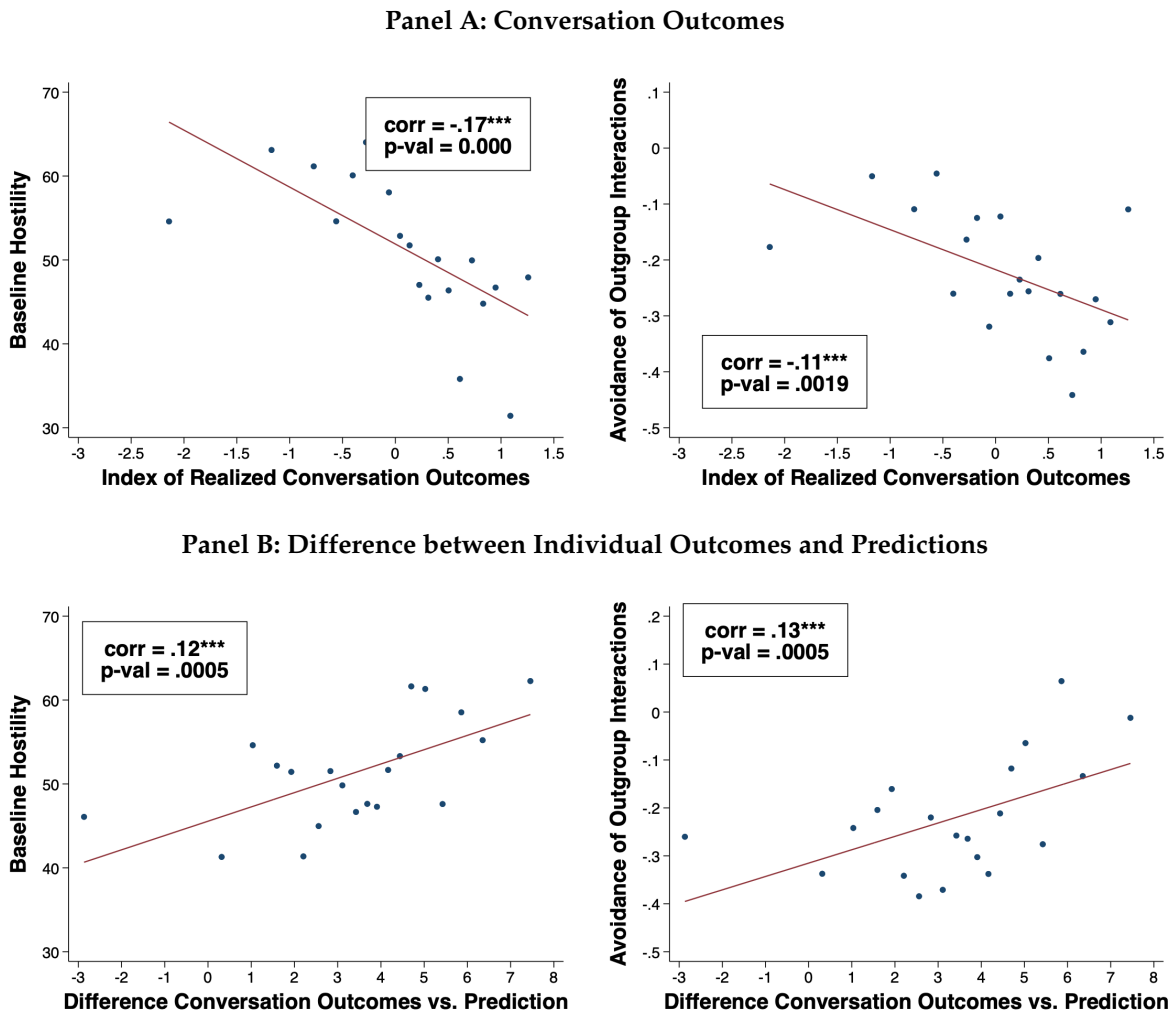 Panel A: Conversation Outcomes
70
60
50
40
30
Baseline Hostility
corr = -.17***
p-val = 0.000
-3 -2.5 -2 -1.5 -1 -.5 0 .5 1 1.5
Index of Realized Conversation Outcomes
.1
0
-.1
-.2
-.3
-.4
-.5
Avoidance of Outgroup Interactions
corr = -.11***
p-val = .0019
-3 -2.5 -2 -1.5 -1 -.5 0 .5 1 1.5
Index of Realized Conversation Outcomes
Panel B: Difference between Individual Outcomes and Predictions
70
60
50
40
30
Baseline Hostility
corr = .12***
p-val = .0005
-3 -2 -1 0 1 2 3 4 5 6 7 8
Difference Conversation Outcomes vs. Prediction
.2
.1
0
-.1
-.2
-.3
-.4
-.5
Avoidance of Outgroup Interactions
corr = .13***
p-val = .0005
-3 -2 -1 0 1 2 3 4 5 6 7 8
Difference Conversation Outcomes vs. Prediction